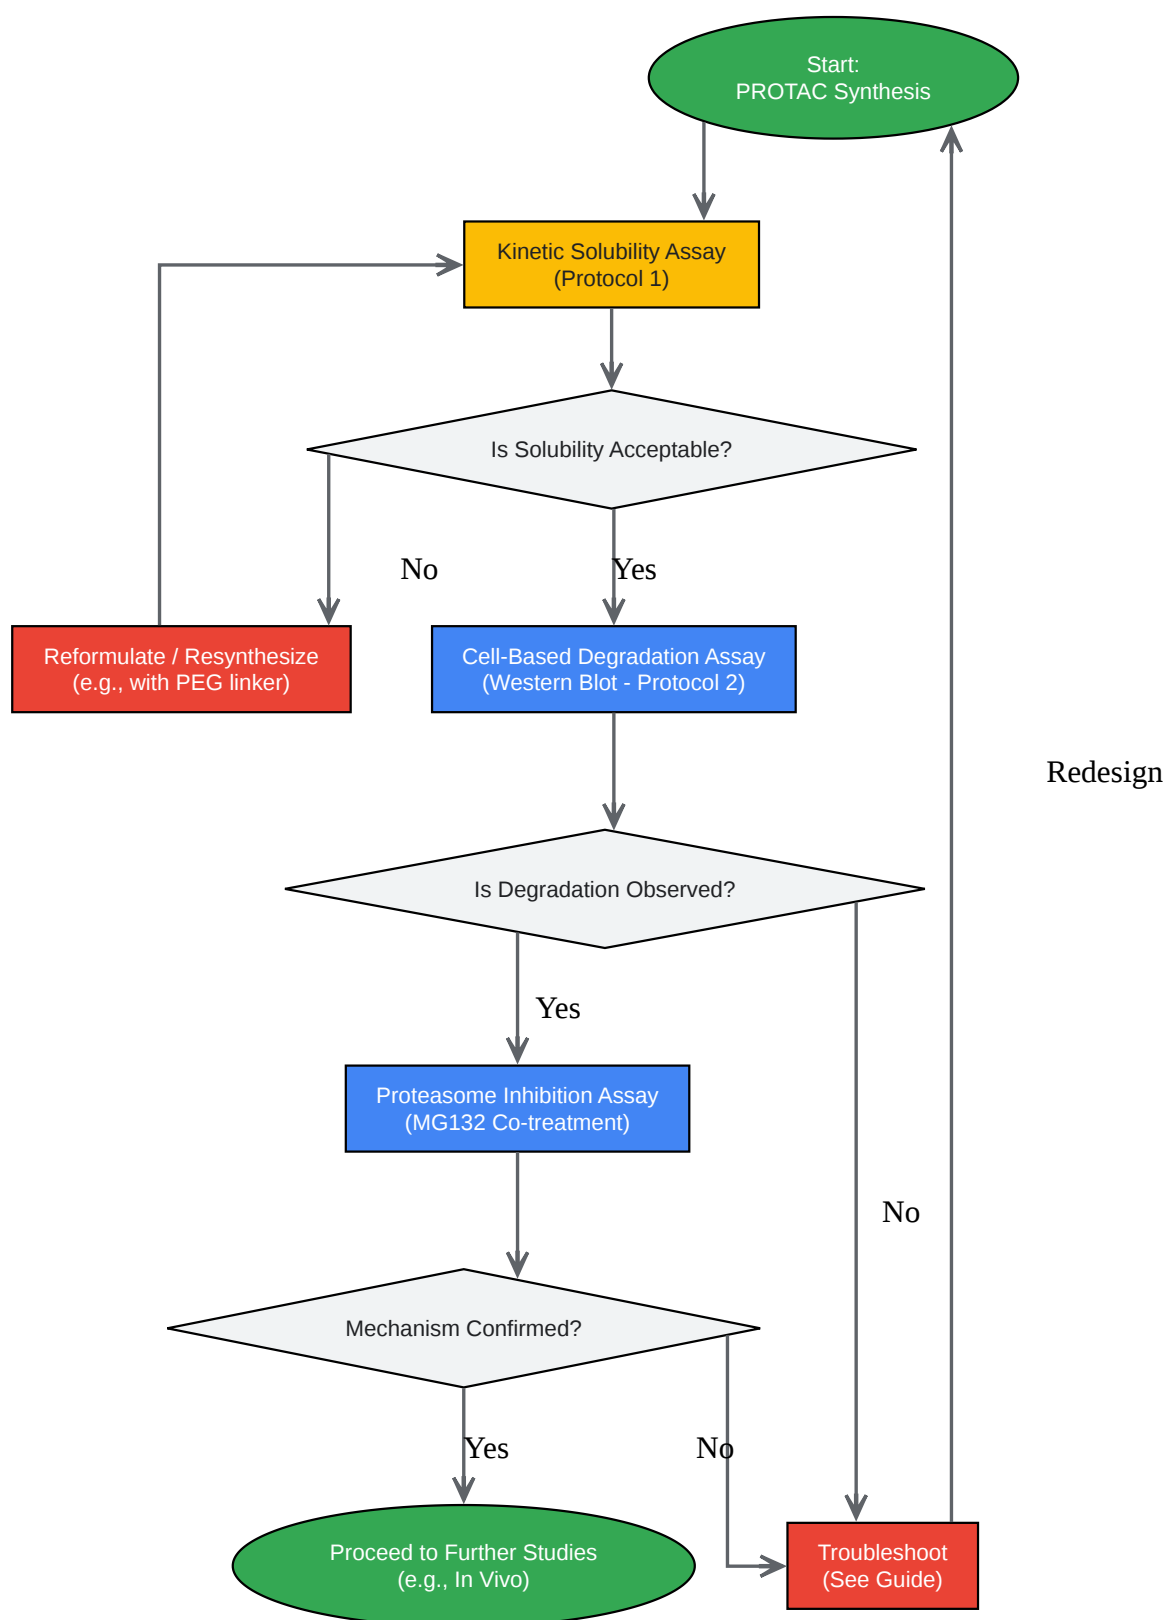 Start:
PROTAC Synthesis
Kinetic Solubility Assay
(Protocol 1)
Is Solubility Acceptable?
No
Yes
Reformulate / Resynthesize
(e.g., with PEG linker)
Cell-Based Degradation Assay
(Western Blot - Protocol 2)
Redesign
Is Degradation Observed?
Yes
Proteasome Inhibition Assay
(MG132 Co-treatment)
No
Mechanism Confirmed?
Yes
No
Proceed to Further Studies
(e.g., In Vivo)
Troubleshoot
(See Guide)